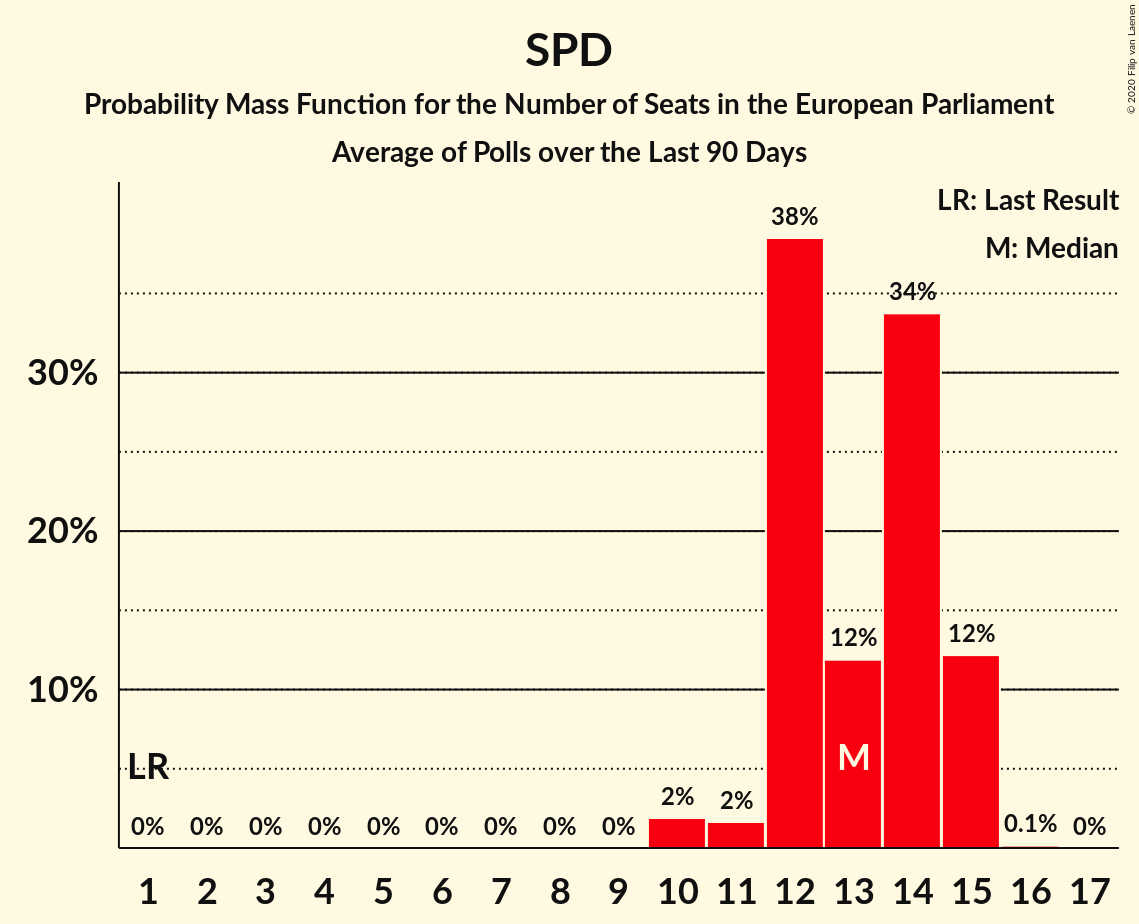 SPD
Probability Mass Function for the Number of Seats in the European Parliament
Average of Polls over the Last 90 Days
© 2020 Filip van Laenen
LR: Last Result
M: Median
38%
34%
30%
20%
12% 12%
10%
M
LR
2% 2%
0% 0% 0% 0% 0% 0% 0% 0% 0% 0.1% 0%
1 2 3 4 5 6 7 8 9 10 11 12 13 14 15 16 17